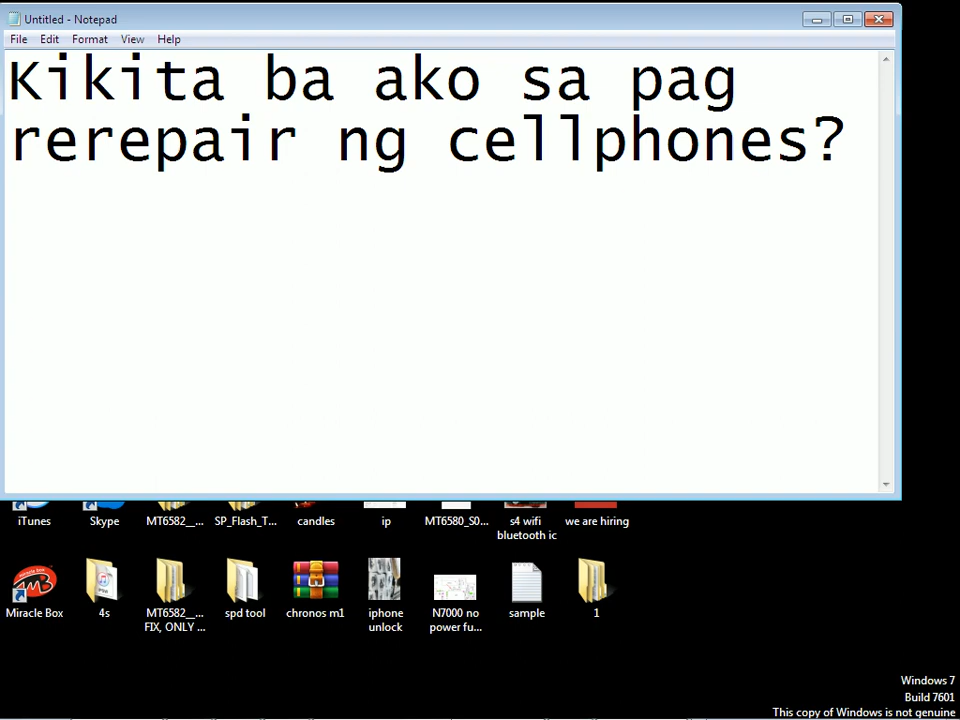 Untitled - Notepad
File Edit Format View Help
Kikita ba ako sa pag
rerepair ng cellphones?
iTunes
Skype
MT6582__...
SP_Flash_T...
candles
ip
MT6580_S0...
s4 wifi
bluetooth ic
we are hiring
Miracle Box
4s
MT6582__...
FIX, ONLY ...
spd tool
chronos m1
iphone
unlock
N7000 no
power fu...
sample
1
Windows 7
Build 7601
This copy of Windows is not genuine